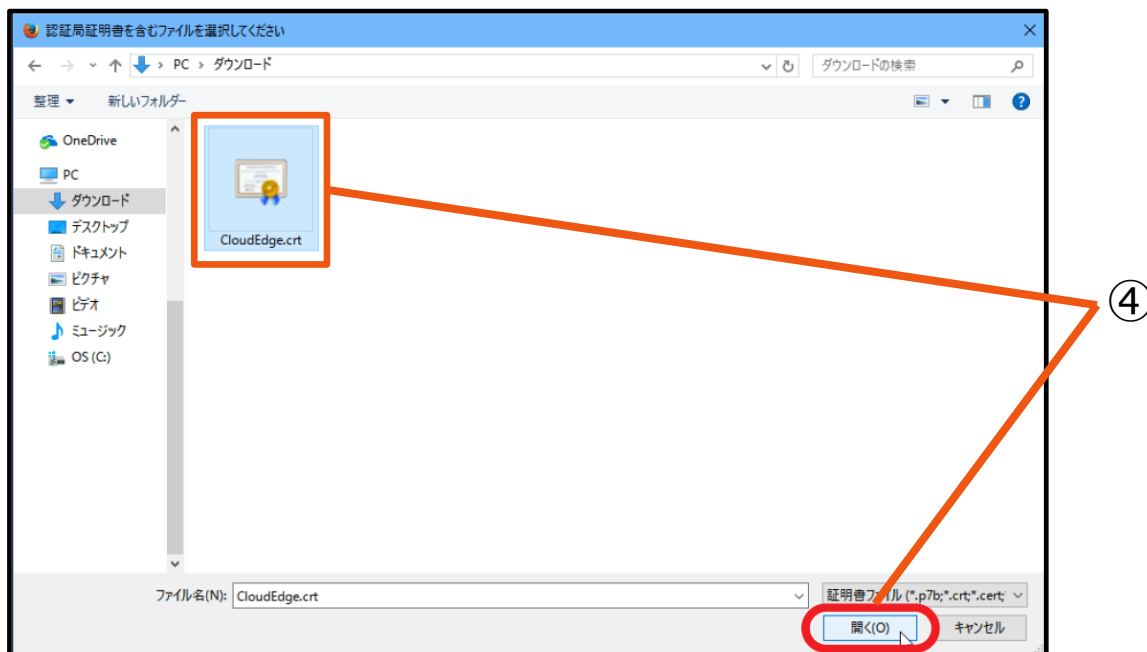 認証局証明書を含むファイルを選択してください
PC › ダウンロード
ダウンロードの検索
整理
新しいフォルダー
OneDrive
PC
ダウンロード
デスクトップ
ドキュメント
ピクチャ
ビデオ
ミュージック
OS (C:)
CloudEdge.crt
④
ファイル名(N): CloudEdge.crt
証明書ファイル (*.p7b;*.crt;*.cert;
開く(O)
キャンセル